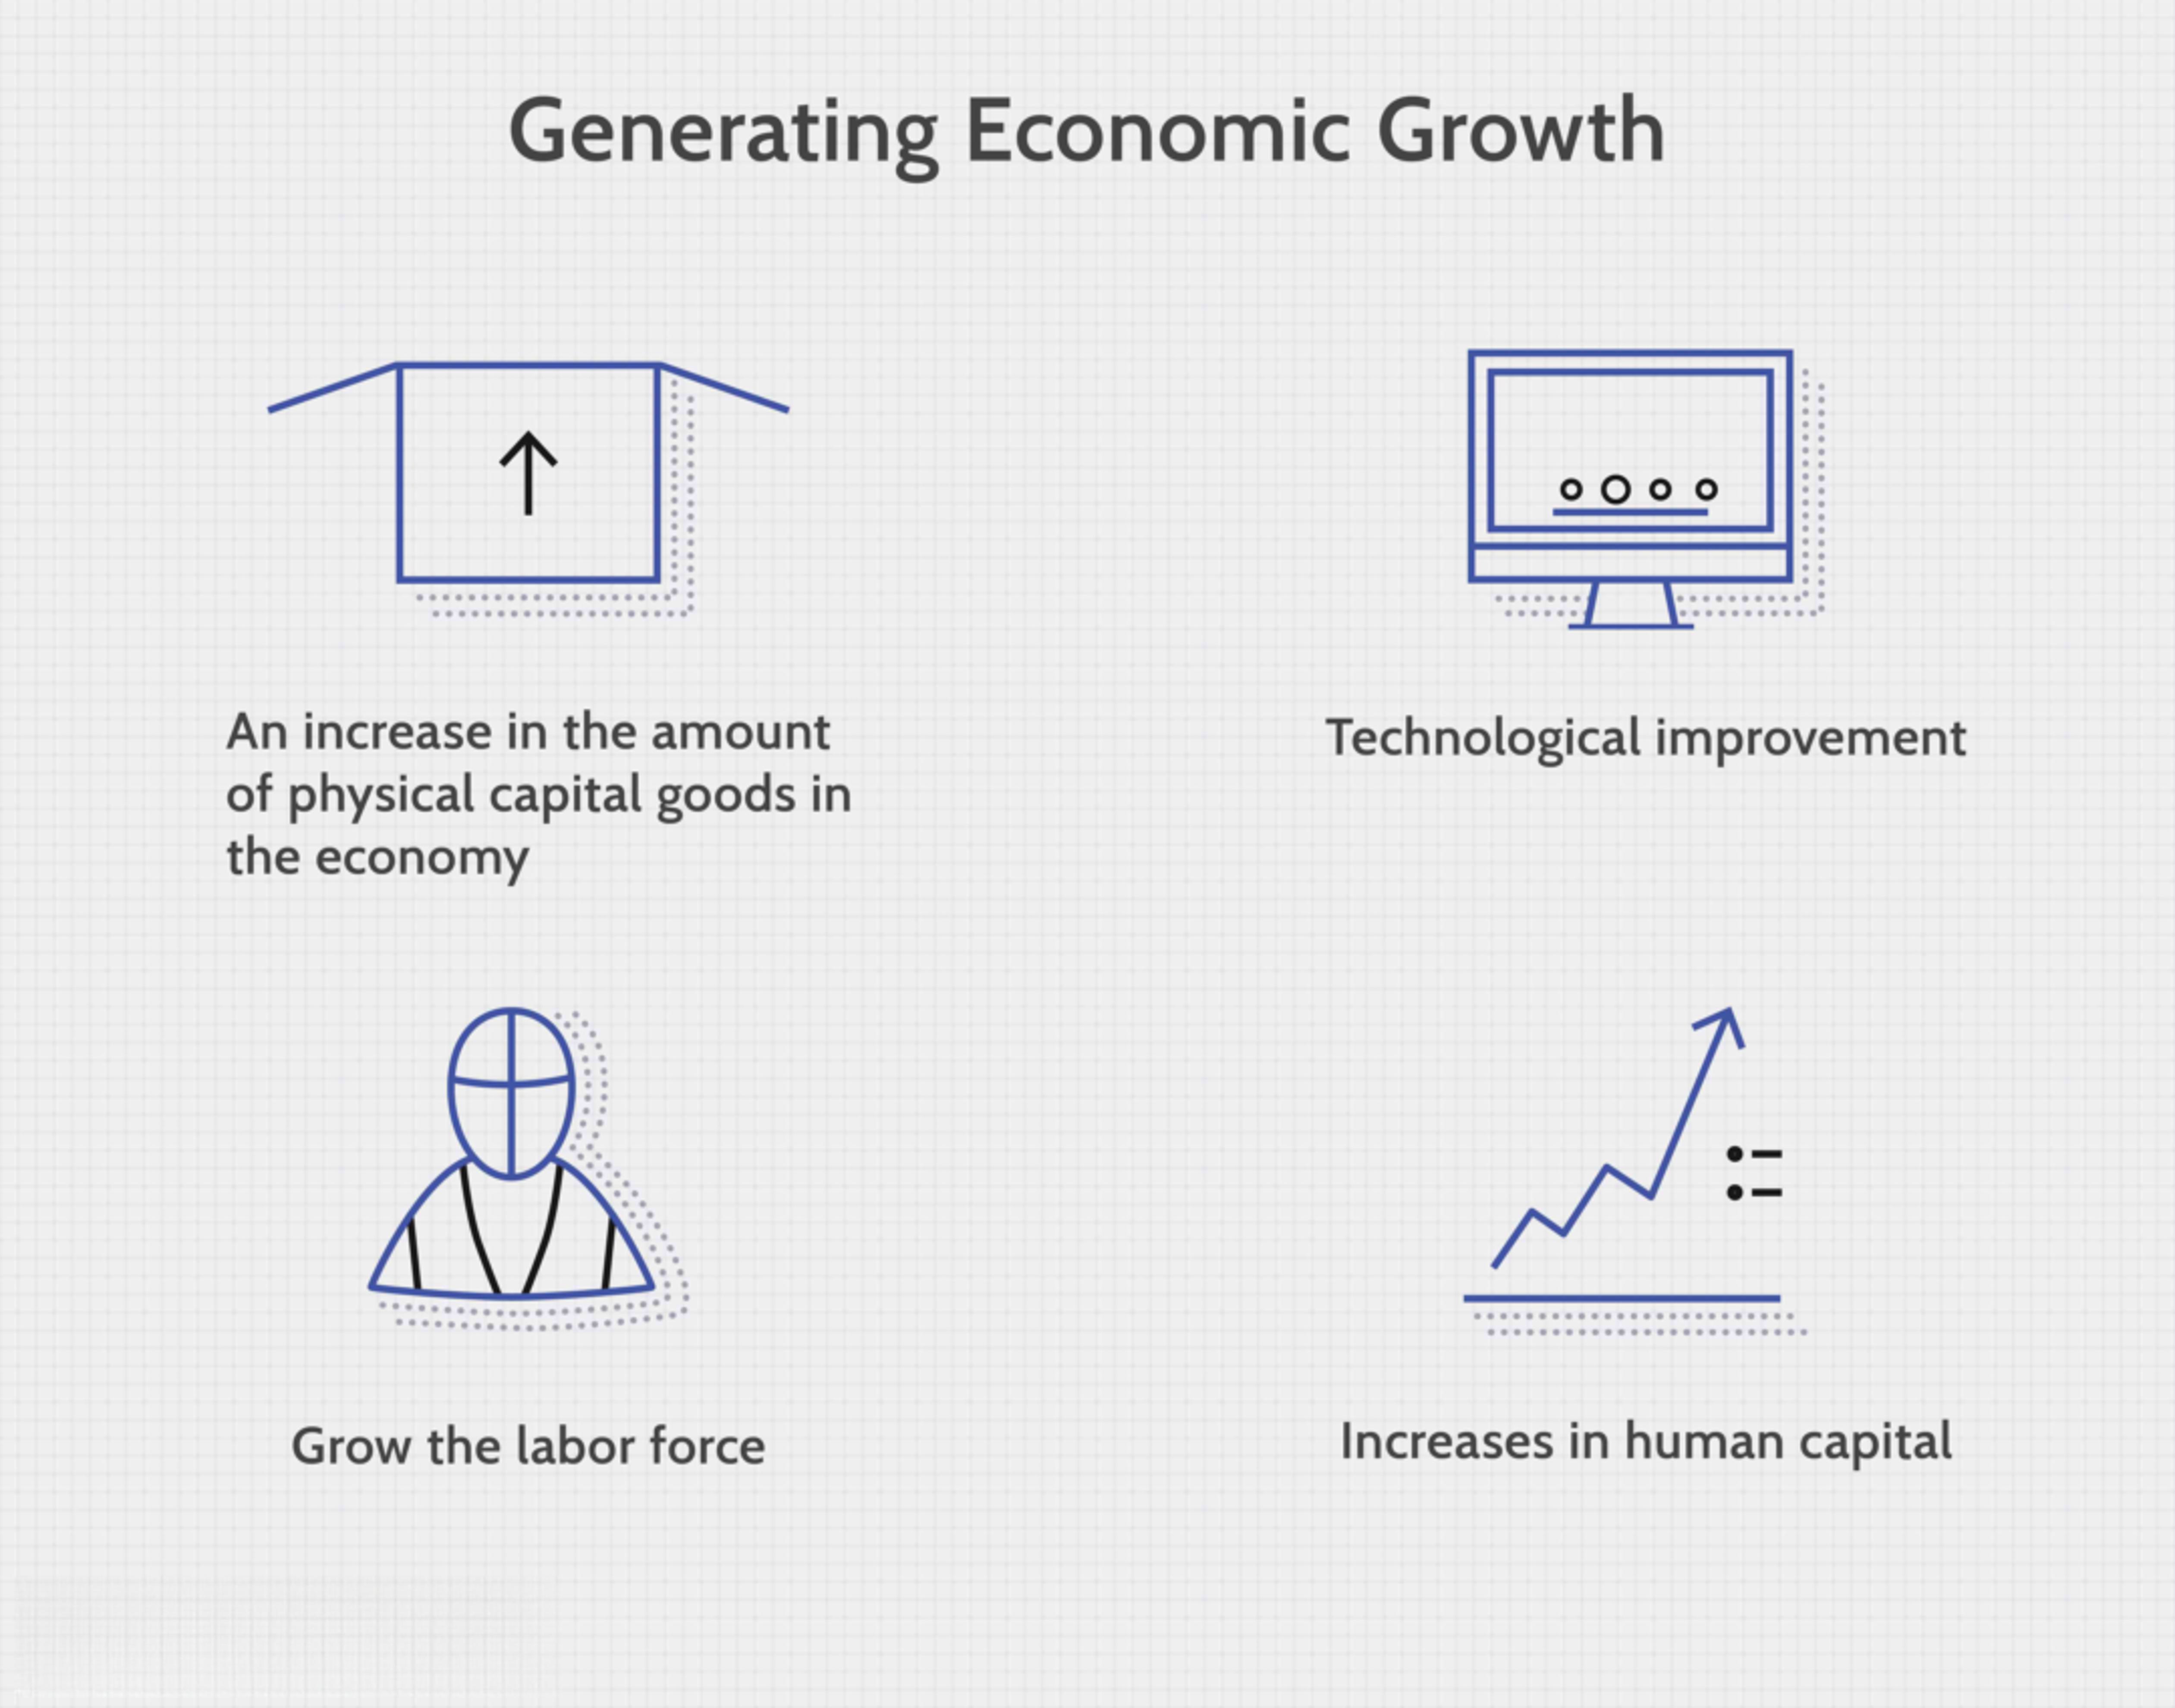 Generating Economic Growth
An increase in the amount
of physical capital goods in
the economy
Technological improvement
Grow the labor force
Increases in human capital